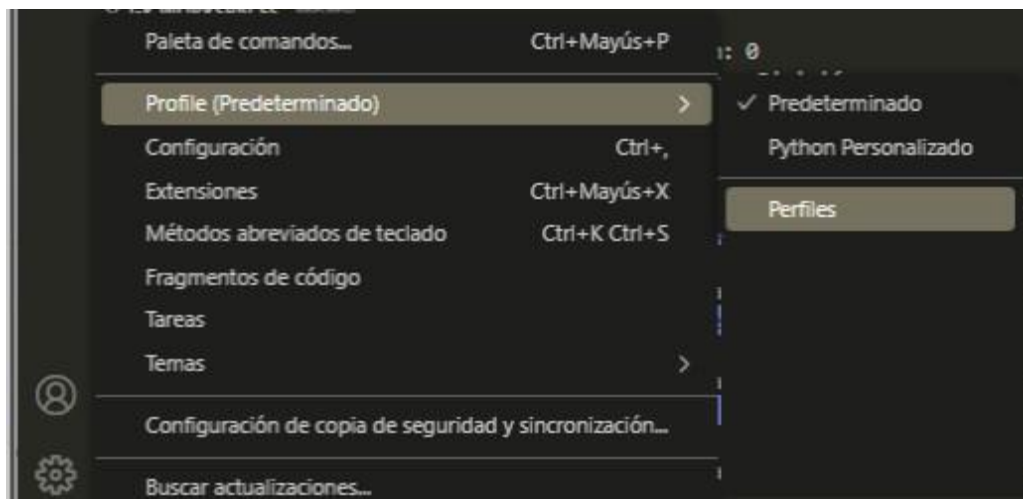 Paleta de comandos... Ctrl+Mayús+P
: 0
Profile (Predeterminado) >
Predeterminado
Configuración Ctrl+,
Python Personalizado
Extensiones Ctrl+Mayús+X
Perfiles
Métodos abreviados de teclado Ctrl+K Ctrl+S
Fragmentos de código
Tareas
Temas >
Configuración de copia de seguridad y sincronización...
Buscar actualizaciones...